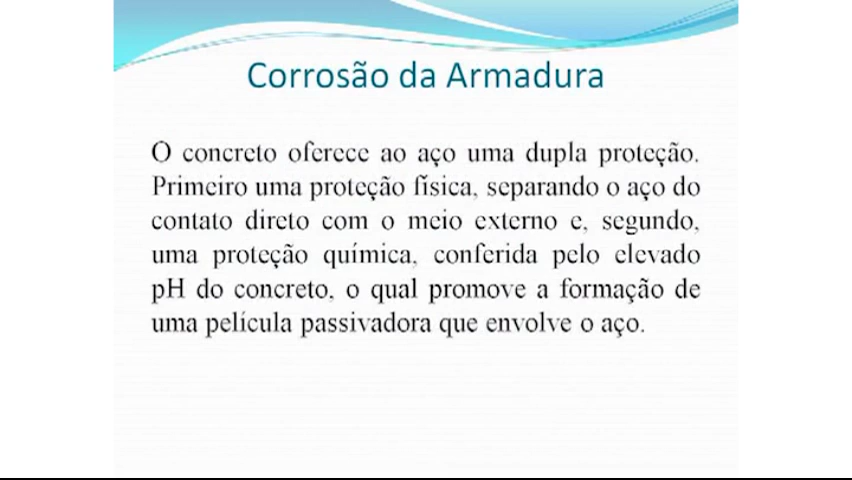 Corrosão da Armadura
O concreto oferece ao aço uma dupla proteção.
Primeiro uma proteção física, separando o aço do
contato direto com o meio externo e, segundo,
uma proteção química, conferida pelo elevado
pH do concreto, o qual promove a formação de
uma película passivadora que envolve o aço.